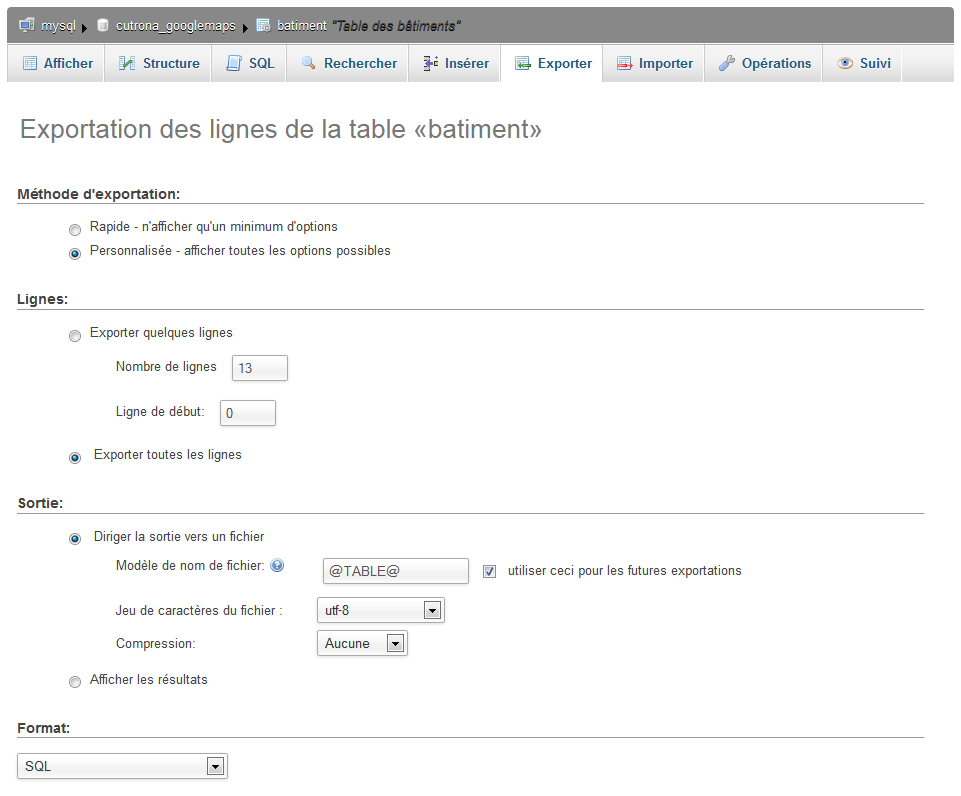 mysql cutrona_googlemaps batiment "Table des bâtiments"
Afficher Structure SQL Rechercher Insérer Exporter Importer Opérations Suivi
Exportation des lignes de la table «batiment»
Méthode d'exportation:
Rapide - n'afficher qu'un minimum d'options
Personnalisée - afficher toutes les options possibles
Lignes:
Exporter quelques lignes
Nombre de lignes 13
Ligne de début: 0
Exporter toutes les lignes
Sortie:
Diriger la sortie vers un fichier
Modèle de nom de fichier: @TABLE@ utiliser ceci pour les futures exportations
Jeu de caractères du fichier : utf-8
Compression: Aucune
Afficher les résultats
Format:
SQL